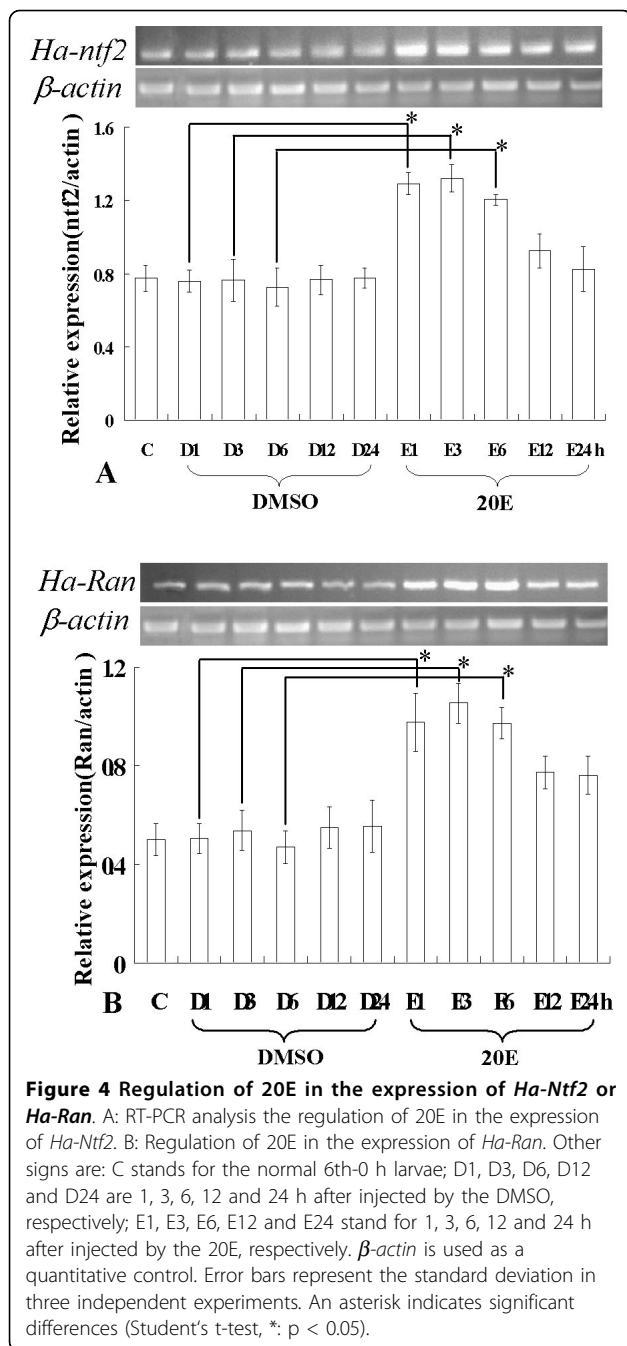 Ha-ntf2
β-actin
Relative expression(ntf2/actin)
1.6
1.2
0.8
0.4
0
*
*
*
C D1 D3 D6 D12 D24 E1 E3 E6 E12 E24 h
A
DMSO 20E
Ha-Ran
β-actin
Relative expression(Ran/actin)
12
08
04
0
*
*
*
B C D1 D3 D6 D12 D24 E1 E3 E6 E12 E24 h
DMSO 20E
Figure 4 Regulation of 20E in the expression of Ha-Ntf2 or
Ha-Ran. A: RT-PCR analysis the regulation of 20E in the expression
of Ha-Ntf2. B: Regulation of 20E in the expression of Ha-Ran. Other
signs are: C stands for the normal 6th-0 h larvae; D1, D3, D6, D12
and D24 are 1, 3, 6, 12 and 24 h after injected by the DMSO,
respectively; E1, E3, E6, E12 and E24 stand for 1, 3, 6, 12 and 24 h
after injected by the 20E, respectively. β-actin is used as a
quantitative control. Error bars represent the standard deviation in
three independent experiments. An asterisk indicates significant
differences (Student's t-test, *: p < 0.05).